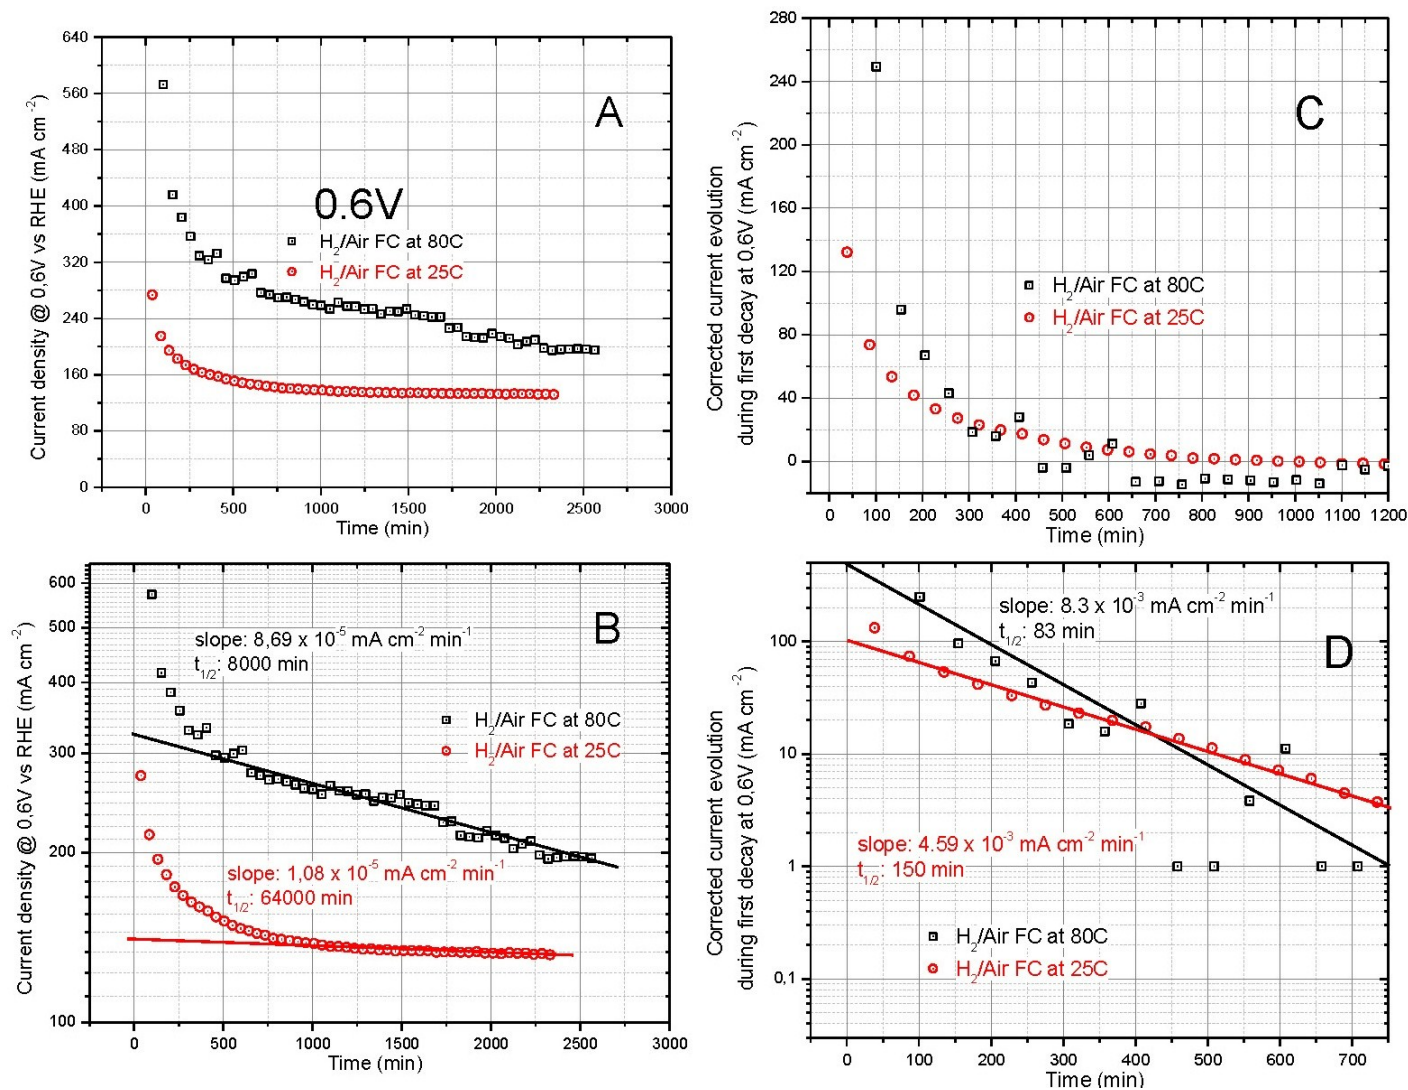 A
640
560
480
400
320
240
160
80
0
Current density @ 0,6V vs RHE (mA cm⁻²)
0.6V
H₂/Air FC at 80C
H₂/Air FC at 25C
0
500
1000
1500
2000
2500
3000
Time (min)
C
280
240
200
160
120
80
40
0
Corrected current evolution
during first decay at 0,6V (mA cm⁻²)
H₂/Air FC at 80C
H₂/Air FC at 25C
0
100
200
300
400
500
600
700
800
900
1000
1100
1200
Time (min)
B
600
500
400
300
200
100
Current density @ 0.6V vs RHE (mA cm⁻²)
slope: 8,69 x 10⁻⁵ mA cm⁻² min⁻¹
t₁/₂: 8000 min
H₂/Air FC at 80C
H₂/Air FC at 25C
slope: 1,08 x 10⁻⁵ mA cm⁻² min⁻¹
t₁/₂: 64000 min
0
500
1000
1500
2000
2500
3000
Time (min)
D
100
10
1
0,1
Corrected current evolution
during first decay at 0,6V (mA cm⁻²)
slope: 8.3 x 10⁻³ mA cm⁻² min⁻¹
t₁/₂: 83 min
slope: 4.59 x 10⁻³ mA cm⁻² min⁻¹
t₁/₂: 150 min
H₂/Air FC at 80C
H₂/Air FC at 25C
0
100
200
300
400
500
600
700
Time (min)